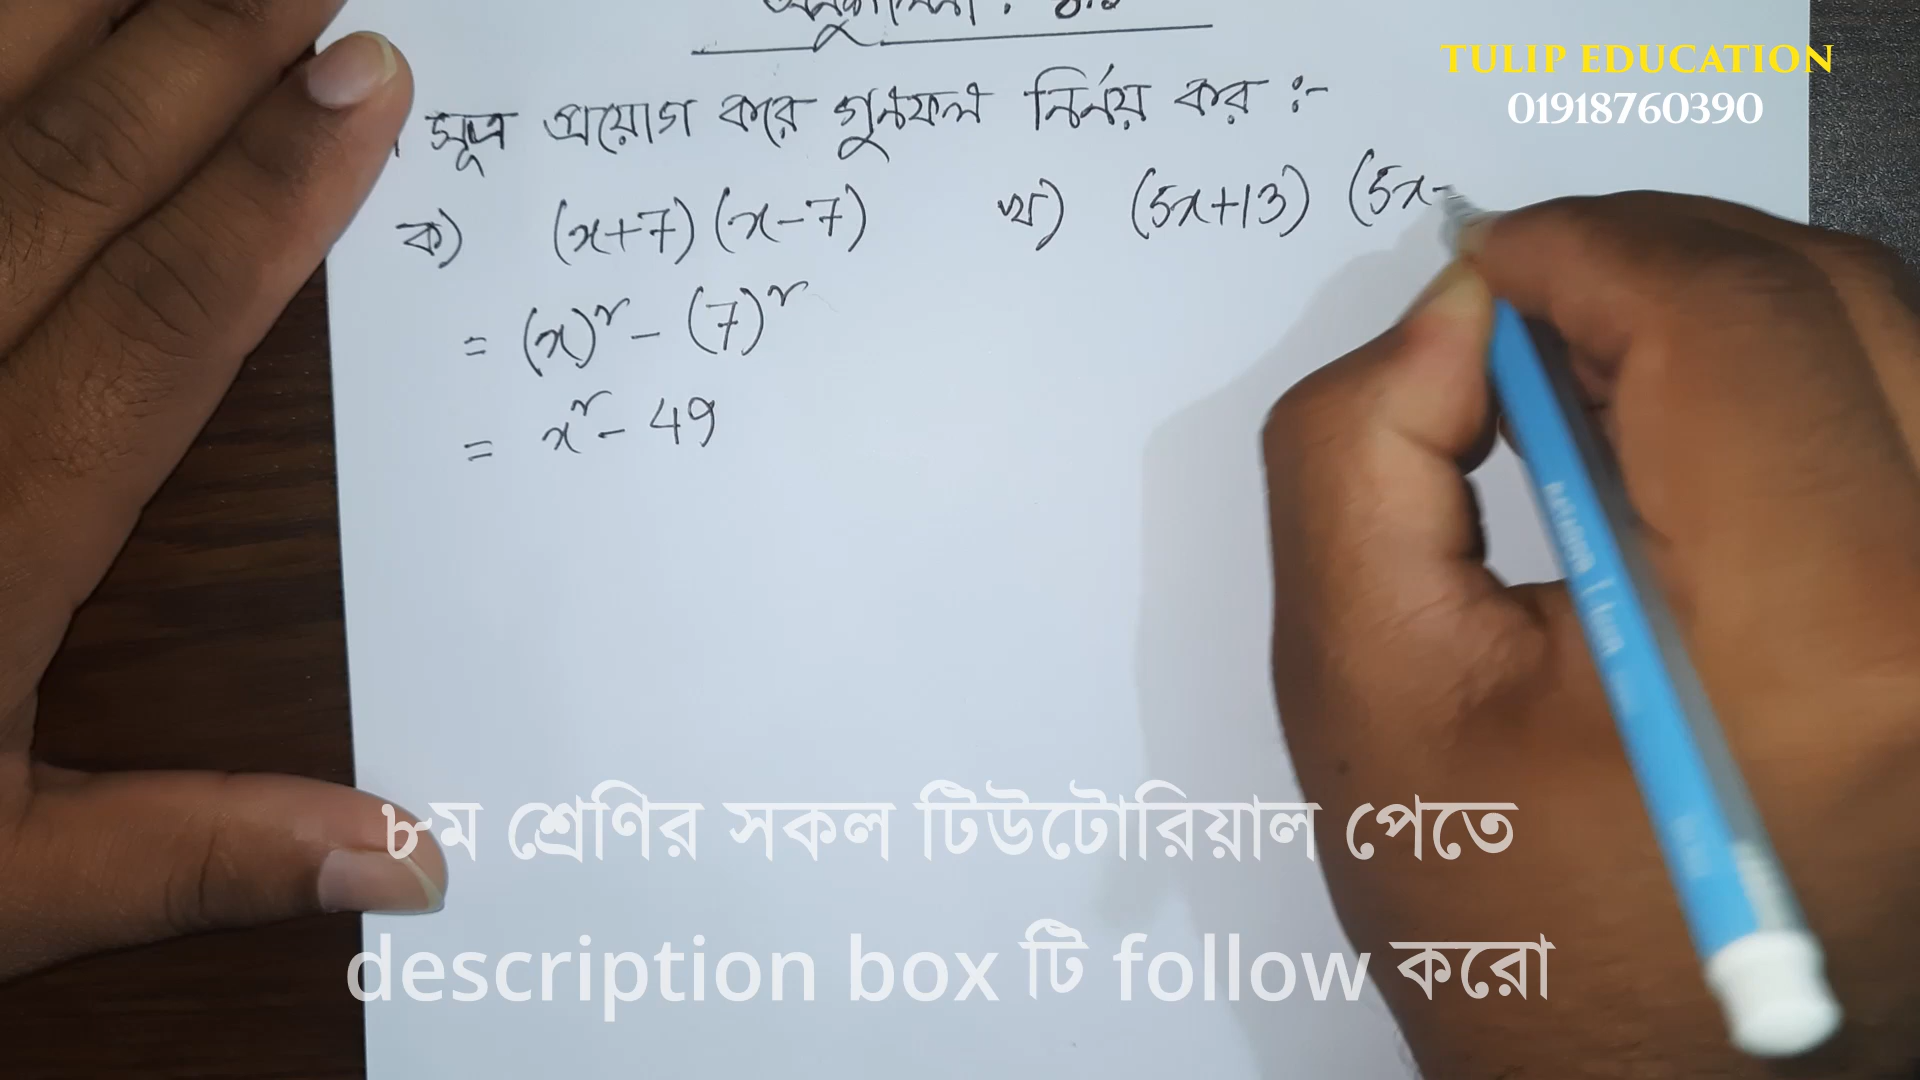 TULIP EDUCATION
01918760390
সূত্র প্রয়োগ করে গুণফল নির্নয় কর :-
ক) (x+7) (x-7)
= (x)² - (7)²
= x² - 49
খ) (5x+13) (5x-
৮ম শ্রেণির সকল টিউটোরিয়াল পেতে
description box টি follow করো